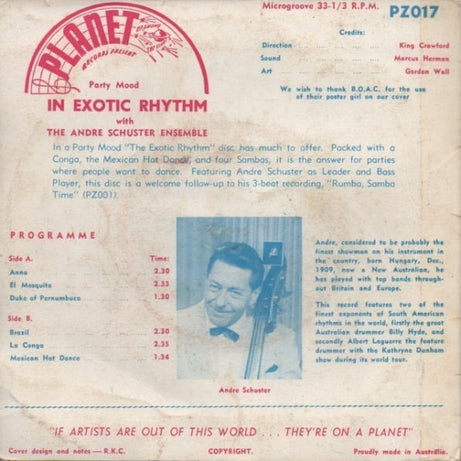 Microgroove 33-1/3 R.P.M. PZ017
PLANET
RECORDS PRESENT
Credits:
Direction ... ... ... King Crawford
Sound ... ... ... Marcus Herman
Art ... ... ... Gordon Wall
We wish to thank B.O.A.C. for the use
of their poster girl on our cover
Party Mood
IN EXOTIC RHYTHM
with
THE ANDRE SCHUSTER ENSEMBLE
In a Party Mood "The Exotic Rhythm" disc has much to offer. Packed with a
Conga, the Mexican Hat Dance, and four Sambas, it is the answer for parties
where people want to dance. Featuring Andre Schuster as Leader and Bass
Player, this disc is a welcome follow-up to his 3-beat recording, "Rumba, Samba
Time" (PZ001).
PROGRAMME
Side A. Time:
Anna 2.30
El Mosquito 2.33
Duke of Pernambuco 1.30
Side B.
Brazil 2.30
La Conga 2.35
Mexican Hat Dance 1.34
Andre Schuster
Andre, considered to be probably the
finest showman on his instrument in
the country, born Hungary, Dec.,
1909, now a New Australian, he
has played with top bands through-
out Britain and Europe.
This record features two of the
finest exponents of South American
rhythms in the world, firstly the great
Australian drummer Billy Hyde, and
secondly Albert Laguerre the feature
drummer with the Kathryne Dunham
show during its world tour.
"IF ARTISTS ARE OUT OF THIS WORLD . . . THEY'RE ON A PLANET"
Cover design and notes — R.K.C. COPYRIGHT. Proudly made in Australia.